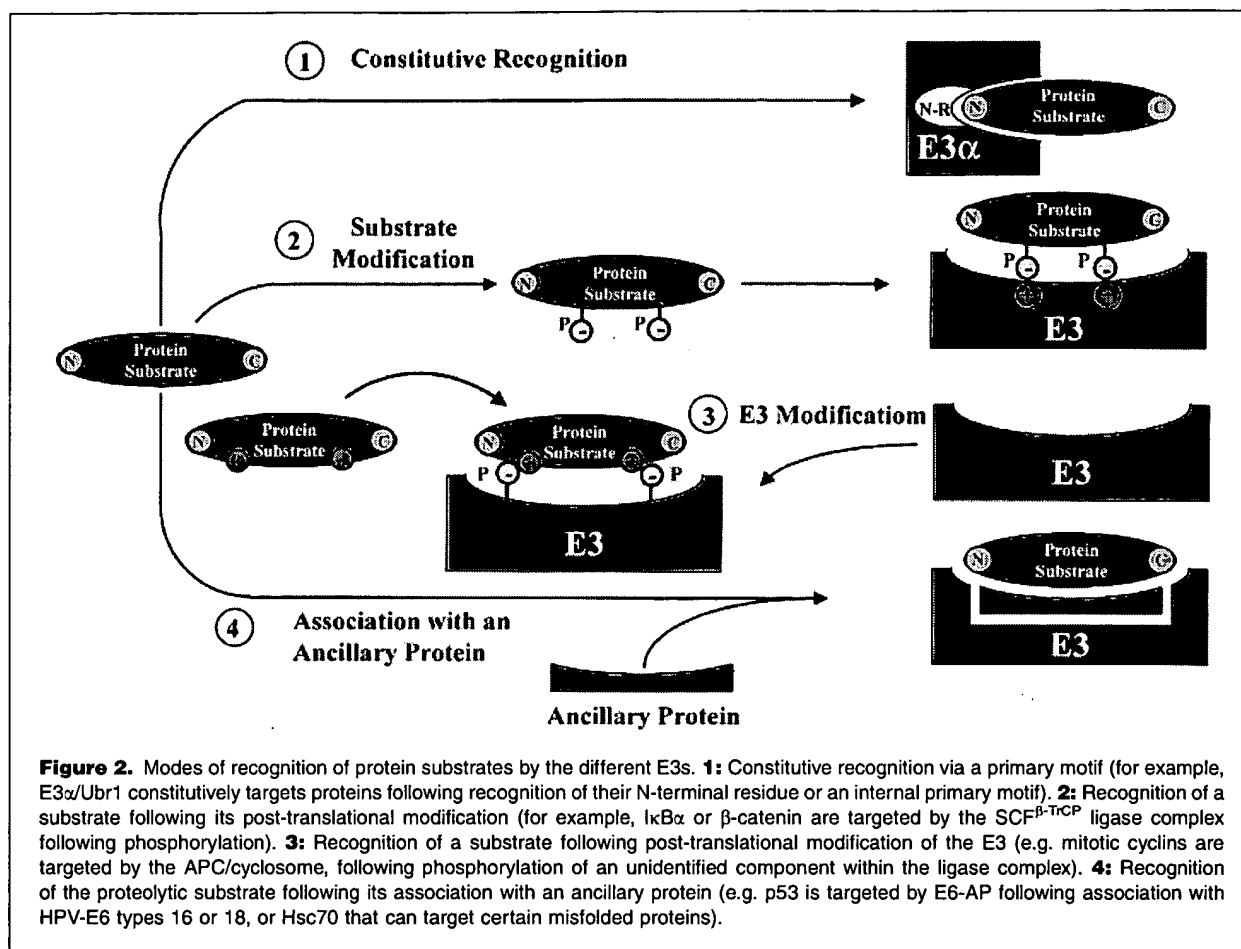 1 Constitutive Recognition
N-R N Protein Substrate C
E3α
2 Substrate
Modification
N Protein Substrate C
P - P -
N Protein Substrate C
P - P -
+ +
E3
N Protein Substrate C
N Protein Substrate C
+ +
3 E3 Modificatiom
N Protein Substrate C
P - + + - P
E3
E3
4 Association with an
Ancillary Protein
Ancillary Protein
N Protein Substrate C
E3
Figure 2. Modes of recognition of protein substrates by the different E3s. 1: Constitutive recognition via a primary motif (for example,
E3α/Ubr1 constitutively targets proteins following recognition of their N-terminal residue or an internal primary motif). 2: Recognition of a
substrate following its post-translational modification (for example, IκBα or β-catenin are targeted by the SCFβ-TrCP ligase complex
following phosphorylation). 3: Recognition of a substrate following post-translational modification of the E3 (e.g. mitotic cyclins are
targeted by the APC/cyclosome, following phosphorylation of an unidentified component within the ligase complex). 4: Recognition
of the proteolytic substrate following its association with an ancillary protein (e.g. p53 is targeted by E6-AP following association with
HPV-E6 types 16 or 18, or Hsc70 that can target certain misfolded proteins).